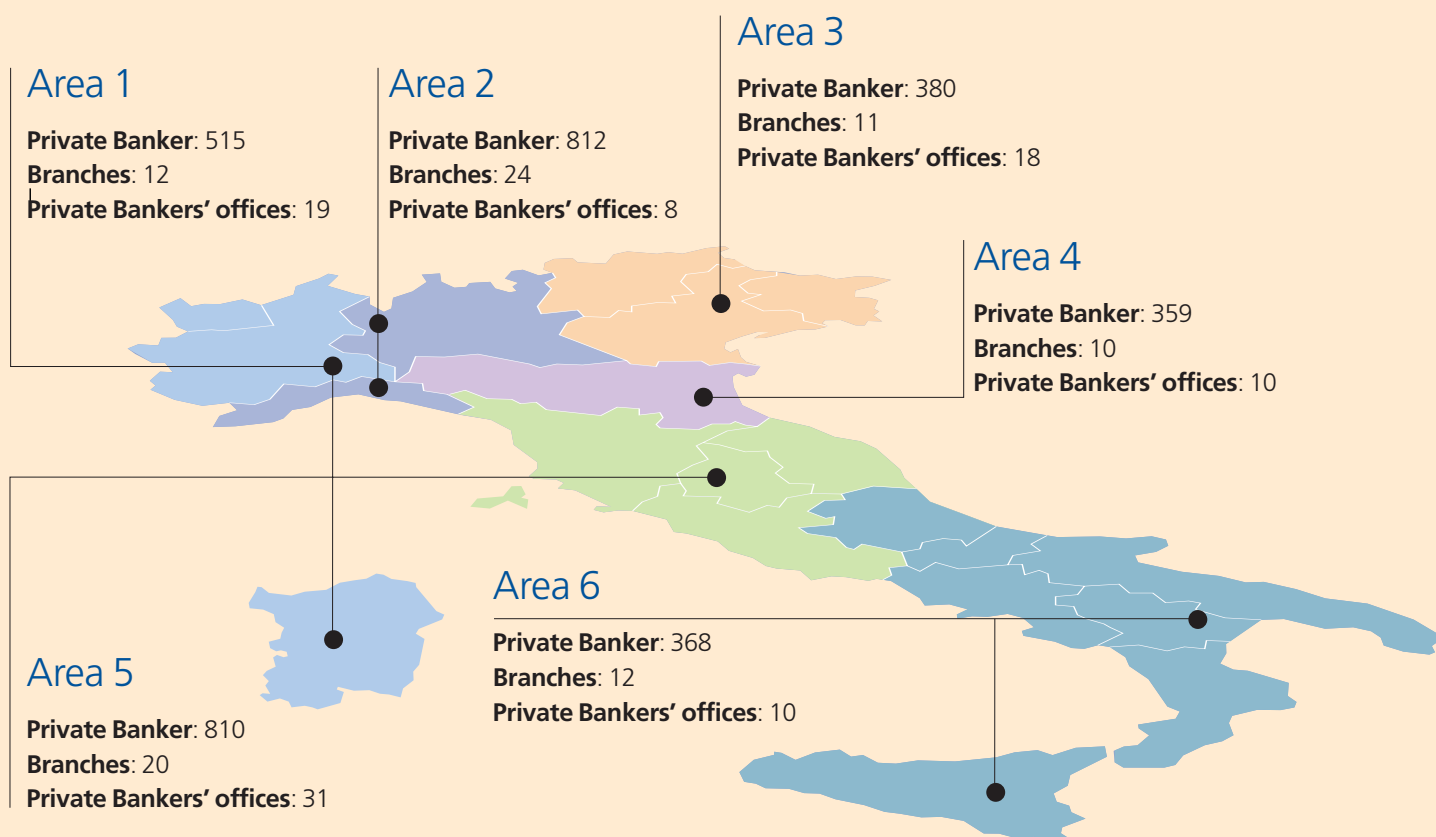 Area 1
Private Banker: 515
Branches: 12
Private Bankers’ offices: 19
Area 2
Private Banker: 812
Branches: 24
Private Bankers’ offices: 8
Area 3
Private Banker: 380
Branches: 11
Private Bankers’ offices: 18
Area 4
Private Banker: 359
Branches: 10
Private Bankers’ offices: 10
Area 5
Private Banker: 810
Branches: 20
Private Bankers’ offices: 31
Area 6
Private Banker: 368
Branches: 12
Private Bankers’ offices: 10